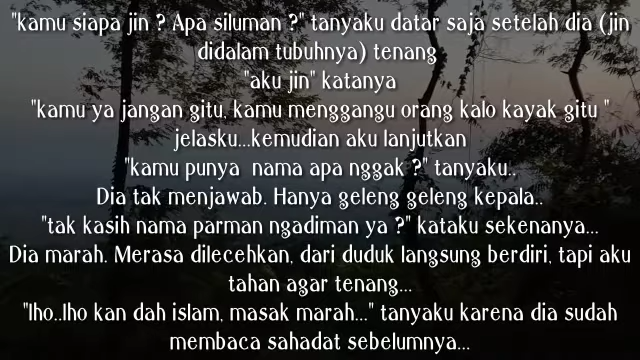 "kamu siapa jin ? Apa siluman ?" tanyaku datar saja setelah dia (jin
didalam tubuhnya) tenang
"aku jin" katanya
"kamu ya jangan gitu, kamu menggangu orang kalo kayak gitu "
jelasku...kemudian aku lanjutkan
"kamu punya  nama apa nggak ?" tanyaku..
Dia tak menjawab. Hanya geleng geleng kepala..
"tak kasih nama parman ngadiman ya ?" kataku sekenanya...
Dia marah. Merasa dilecehkan, dari duduk langsung berdiri, tapi aku
tahan agar tenang...
"lho..lho kan dah islam, masak marah..." tanyaku karena dia sudah
membaca sahadat sebelumnya...